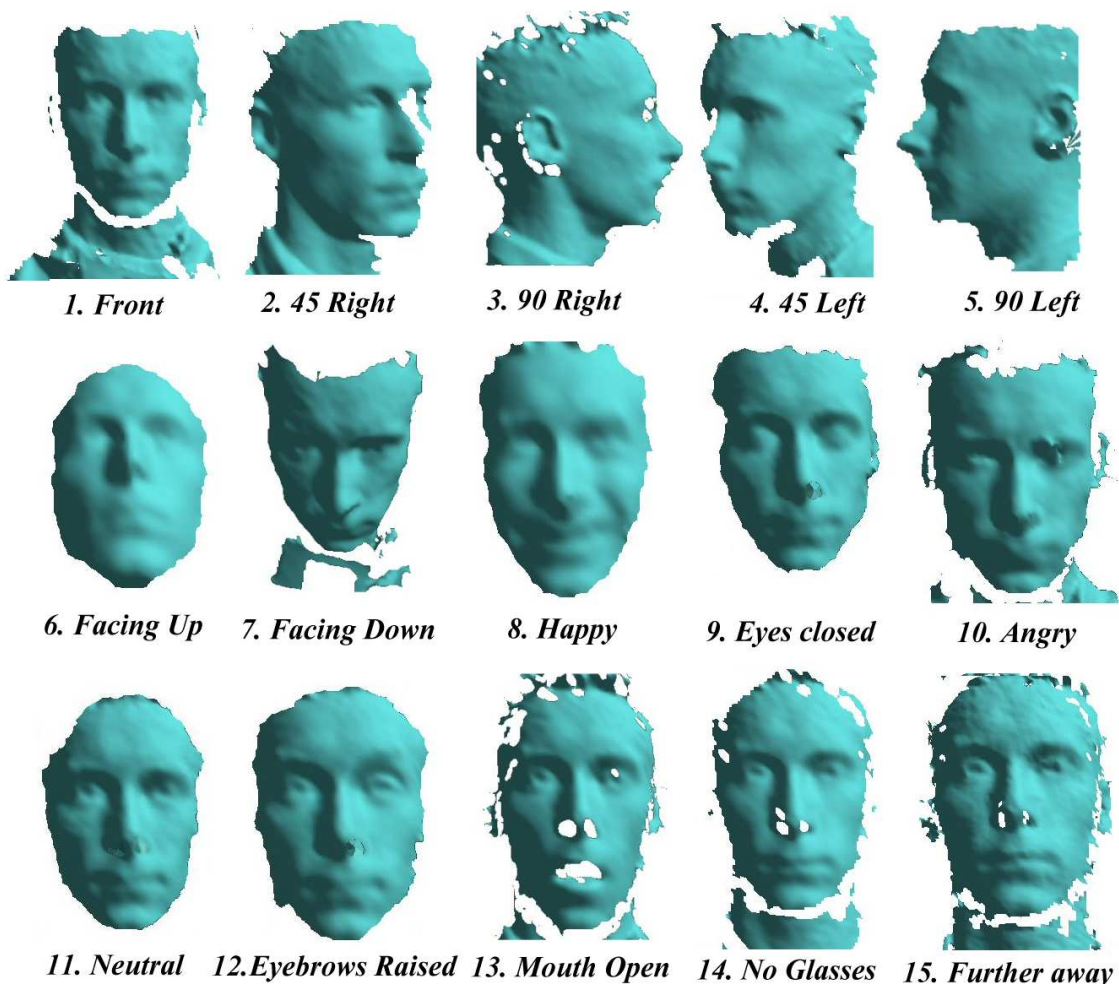 1. Front
2. 45 Right
3. 90 Right
4. 45 Left
5. 90 Left
6. Facing Up
7. Facing Down
8. Happy
9. Eyes closed
10. Angry
11. Neutral
12.Eyebrows Raised
13. Mouth Open
14. No Glasses
15. Further away